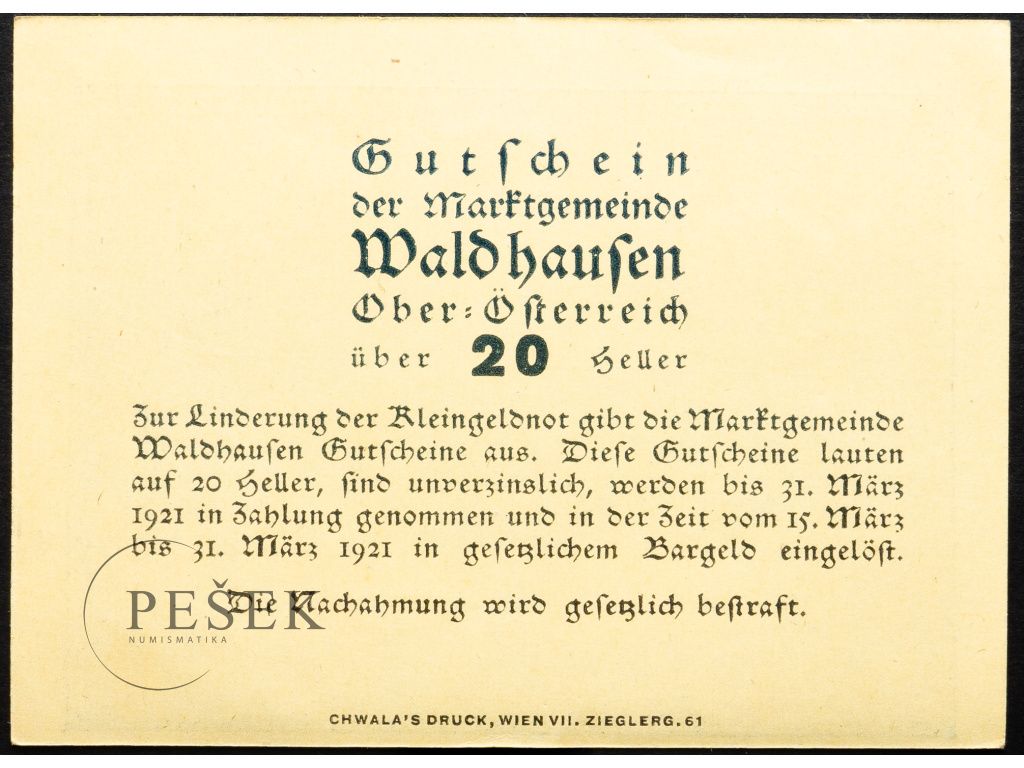 Gutschein
der Marktgemeinde
Waldhausen
Ober-Österreich
über 20 Heller
Zur Linderung der Kleingeldnot gibt die Marktgemeinde
Waldhausen Gutscheine aus. Diese Gutscheine lauten
auf 20 Heller, sind unverzinslich, werden bis 31. März
1921 in Zahlung genommen und in der Zeit vom 15. März
bis 31. März 1921 in gesetzlichem Bargeld eingelöst.
Die Nachahmung wird gesetzlich bestraft.
PEŠEK
NUMISMATIKA
CHWALA'S DRUCK, WIEN VII. ZIEGLERG. 61